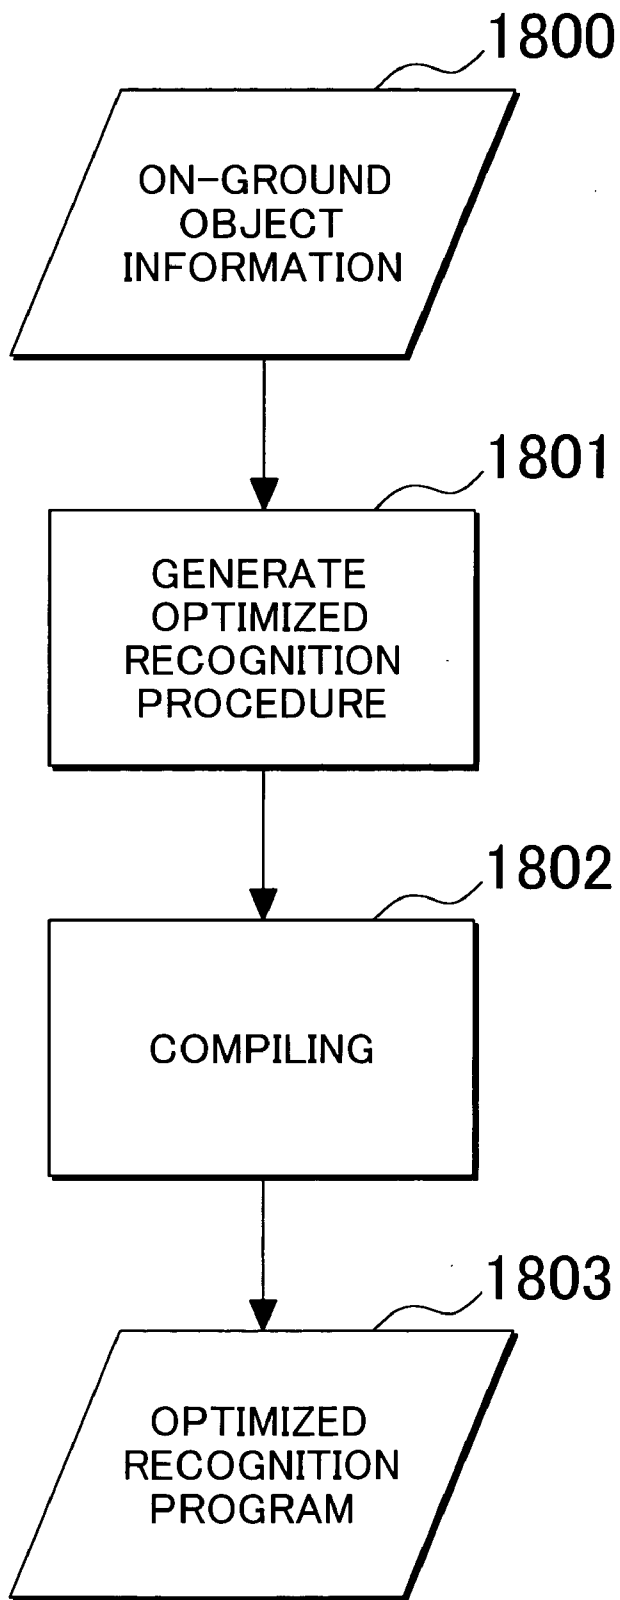 1800
ON-GROUND
OBJECT
INFORMATION
1801
GENERATE
OPTIMIZED
RECOGNITION
PROCEDURE
1802
COMPILING
1803
OPTIMIZED
RECOGNITION
PROGRAM